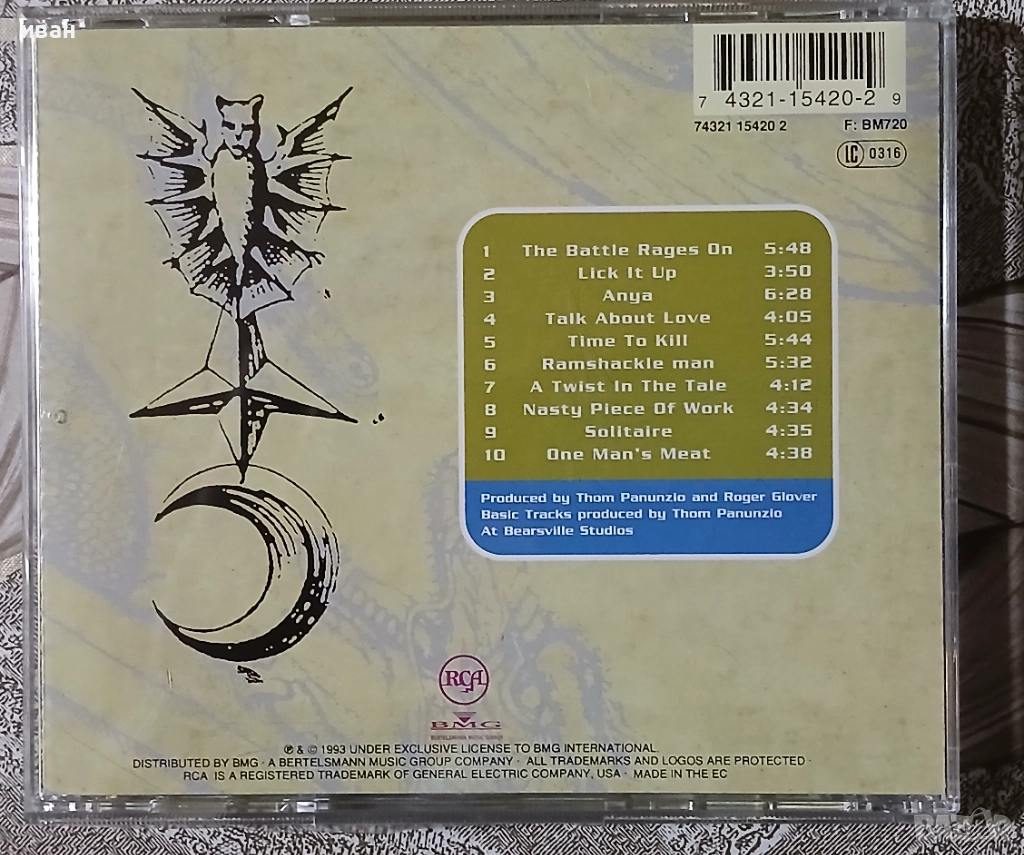 иван
7 4321-15420-2 9
74321 15420 2 F: BM720
LC 0316
1 The Battle Rages On 5:48
2 Lick It Up 3:50
3 Anya 6:28
4 Talk About Love 4:05
5 Time To Kill 5:44
6 Ramshackle man 5:32
7 A Twist In The Tale 4:12
8 Nasty Piece Of Work 4:34
9 Solitaire 4:35
10 One Man's Meat 4:38
Produced by Thom Panunzio and Roger Glover
Basic Tracks produced by Thom Panunzio
At Bearsville Studios
RCA
BMG
BERTELSMANN MUSIC GROUP
℗ & © 1993 UNDER EXCLUSIVE LICENSE TO BMG INTERNATIONAL.
DISTRIBUTED BY BMG · A BERTELSMANN MUSIC GROUP COMPANY · ALL TRADEMARKS AND LOGOS ARE PROTECTED ·
RCA IS A REGISTERED TRADEMARK OF GENERAL ELECTRIC COMPANY, USA · MADE IN THE EC